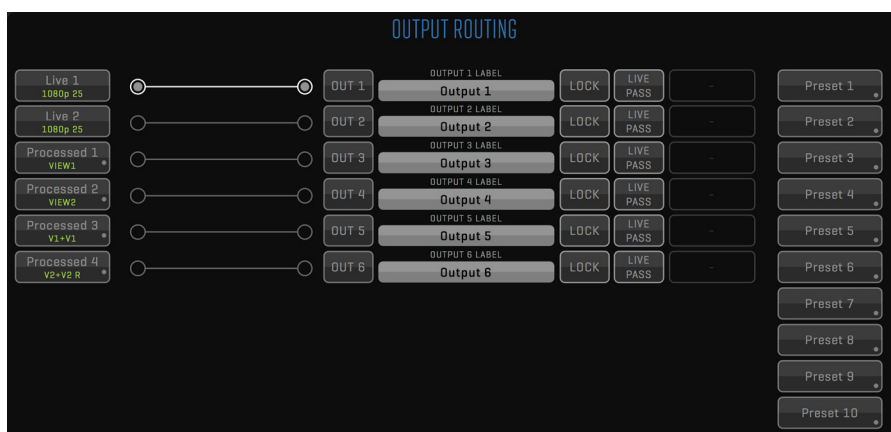 OUTPUT ROUTING
Live 1
1080p 25
OUT 1
OUTPUT 1 LABEL
Output 1
LOCK
LIVE
PASS
-
Preset 1
Live 2
1080p 25
OUT 2
OUTPUT 2 LABEL
Output 2
LOCK
LIVE
PASS
-
Preset 2
Processed 1
VIEW1
OUT 3
OUTPUT 3 LABEL
Output 3
LOCK
LIVE
PASS
-
Preset 3
Processed 2
VIEW2
OUT 4
OUTPUT 4 LABEL
Output 4
LOCK
LIVE
PASS
-
Preset 4
Processed 3
V1+V1
OUT 5
OUTPUT 5 LABEL
Output 5
LOCK
LIVE
PASS
-
Preset 5
Processed 4
V2+V2 R
OUT 6
OUTPUT 6 LABEL
Output 6
LOCK
LIVE
PASS
-
Preset 6
Preset 7
Preset 8
Preset 9
Preset 10